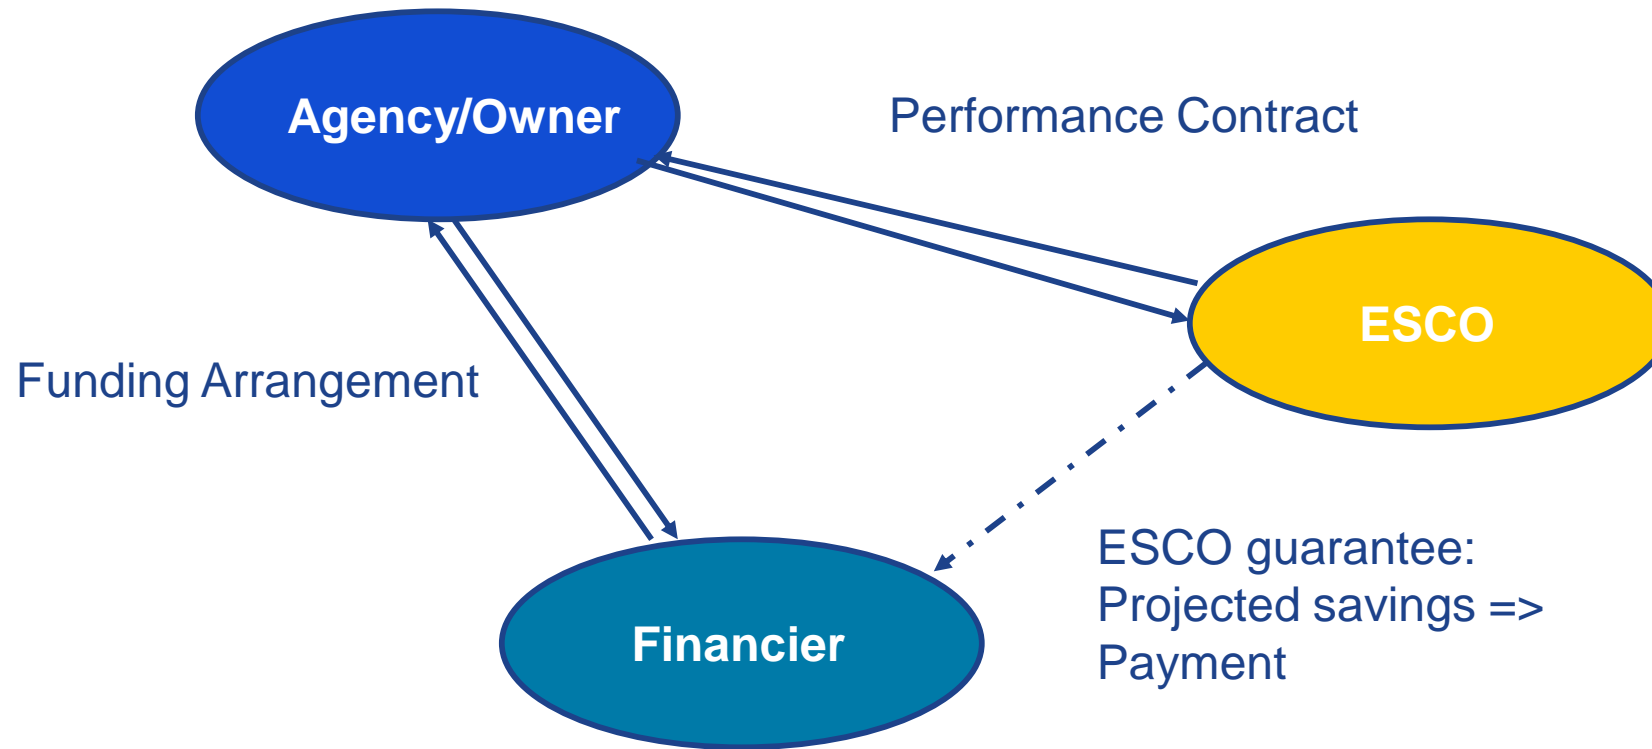 Agency/Owner
Performance Contract
ESCO
Funding Arrangement
ESCO guarantee:
Projected savings =>
Payment
Financier